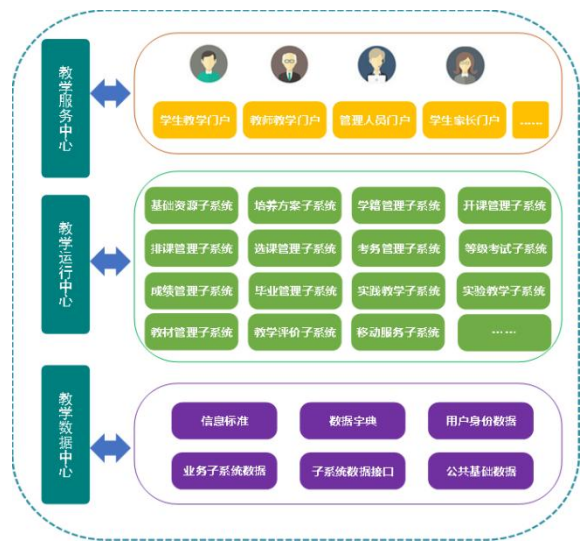 教学服务中心
学生教学门户
教师教学门户
管理人员门户
学生家长门户
……
教学运行中心
基础资源子系统
培养方案子系统
学籍管理子系统
开课管理子系统
排课管理子系统
选课管理子系统
考务管理子系统
等级考试子系统
成绩管理子系统
毕业管理子系统
实践教学子系统
实验教学子系统
教材管理子系统
教学评价子系统
移动服务子系统
……
教学数据中心
信息标准
数据字典
用户身份数据
业务子系统数据
子系统数据接口
公共基础数据